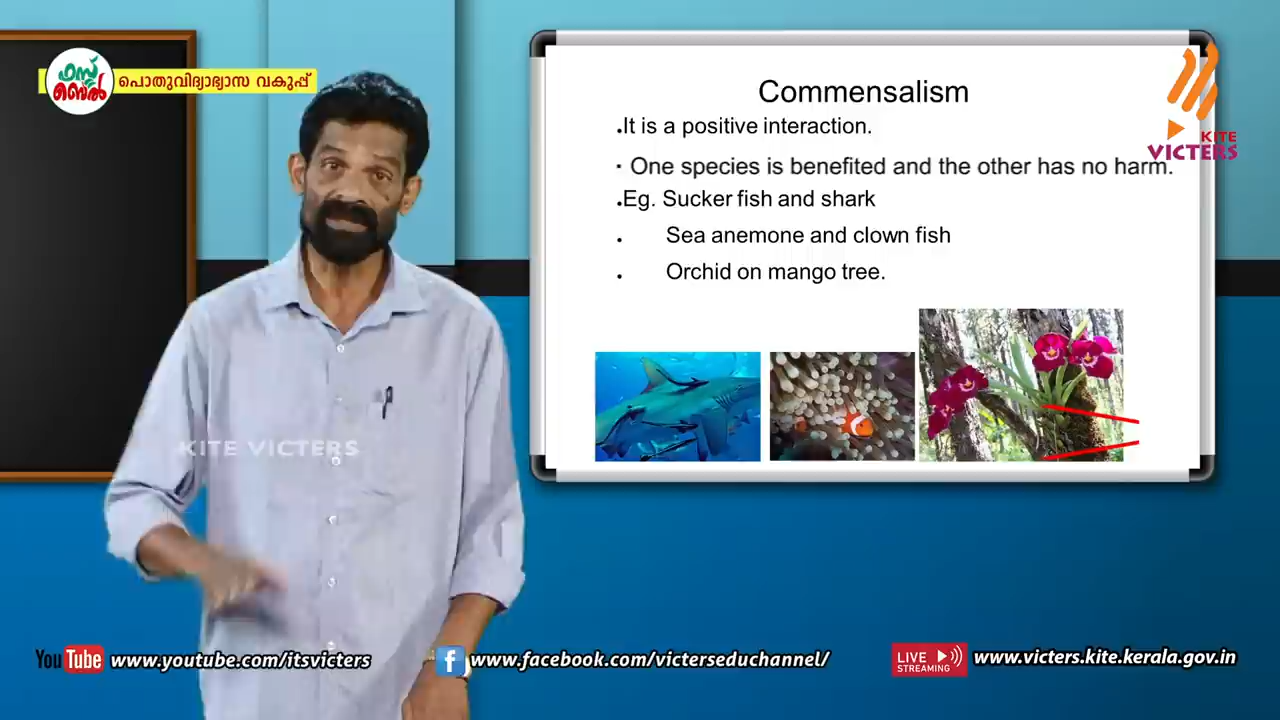 ഫസ്റ്റ്
ബെൽ
പൊതുവിദ്യാഭ്യാസ വകുപ്പ്
Commensalism
.It is a positive interaction.
· One species is benefited and the other has no harm.
.Eg. Sucker fish and shark
. Sea anemone and clown fish
. Orchid on mango tree.
KITE
VICTERS
KITE VICTERS
YouTube www.youtube.com/itsvicters
f www.facebook.com/victerseduchannel/
LIVE
STREAMING
www.victers.kite.kerala.gov.in